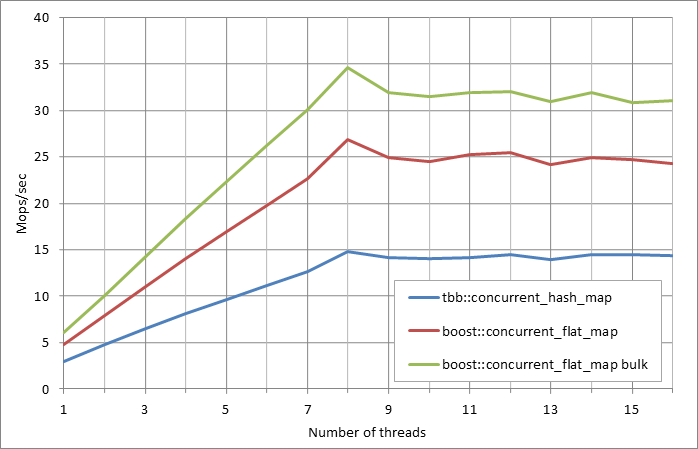 40
35
30
25
20
15
10
5
0
Mops/sec
tbb::concurrent_hash_map
boost::concurrent_flat_map
boost::concurrent_flat_map bulk
1 3 5 7 9 11 13 15
Number of threads